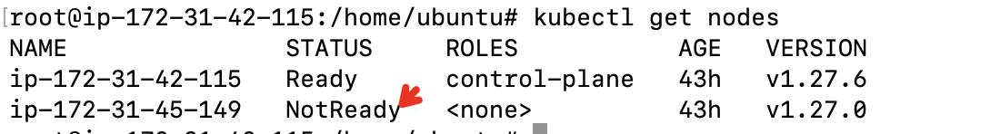 [root@ip-172-31-42-115:/home/ubuntu# kubectl get nodes
NAME STATUS ROLES AGE VERSION
ip-172-31-42-115 Ready control-plane 43h v1.27.6
ip-172-31-45-149 NotReady <none> 43h v1.27.0